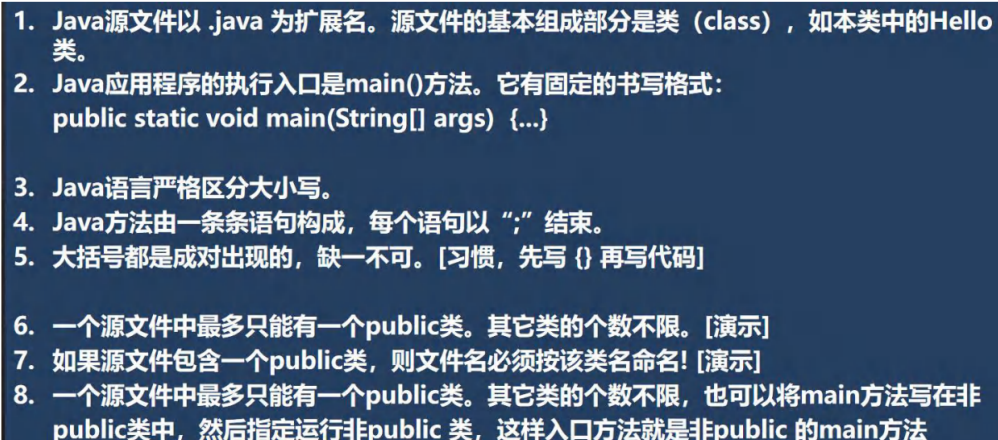 1. Java源文件以 .java 为扩展名。源文件的基本组成部分是类（class），如本类中的Hello
类。
2. Java应用程序的执行入口是main()方法。它有固定的书写格式：
public static void main(String[] args)  {...}
3. Java语言严格区分大小写。
4. Java方法由一条条语句构成，每个语句以“;”结束。
5. 大括号都是成对出现的，缺一不可。[习惯，先写 {} 再写代码]
6. 一个源文件中最多只能有一个public类。其它类的个数不限。[演示]
7. 如果源文件包含一个public类，则文件名必须按该类名命名! [演示]
8. 一个源文件中最多只能有一个public类。其它类的个数不限，也可以将main方法写在非
public类中，然后指定运行非public 类，这样入口方法就是非public 的main方法